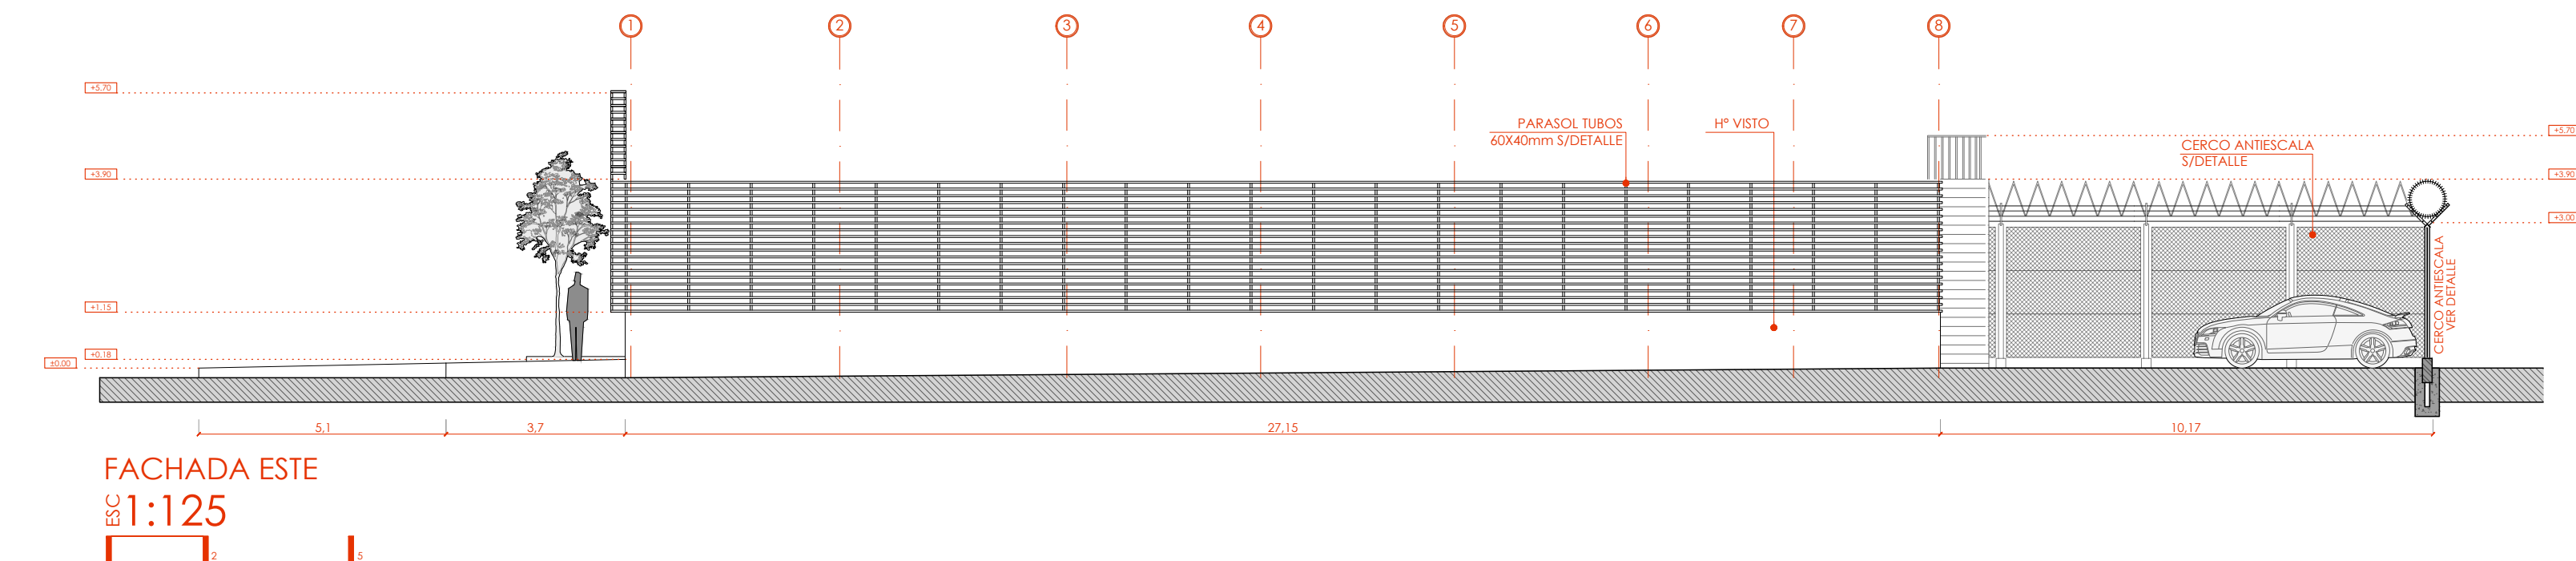 1 2 3 4 5 6 7 8
+5.70
+3.90
+1.15
+0.18
±0.00
PARASOL TUBOS
60X40mm S/DETALLE
Hº VISTO
CERCO ANTIESCALA
S/DETALLE
+5.70
+3.90
+3.00
CERCO ANTIESCALA
VER DETALLE
5,1 3,7 27,15 10,17
FACHADA ESTE
ESC 1:125
2 5